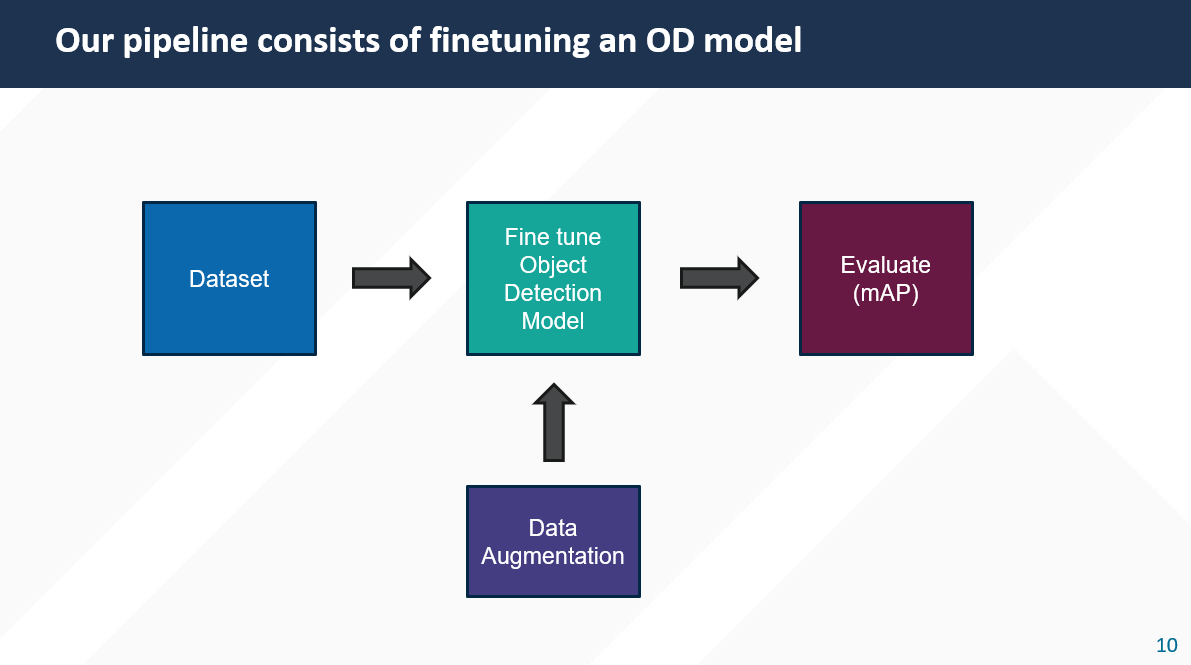 Our pipeline consists of finetuning an OD model
Dataset
Fine tune
Object
Detection
Model
Evaluate
(mAP)
Data
Augmentation
10